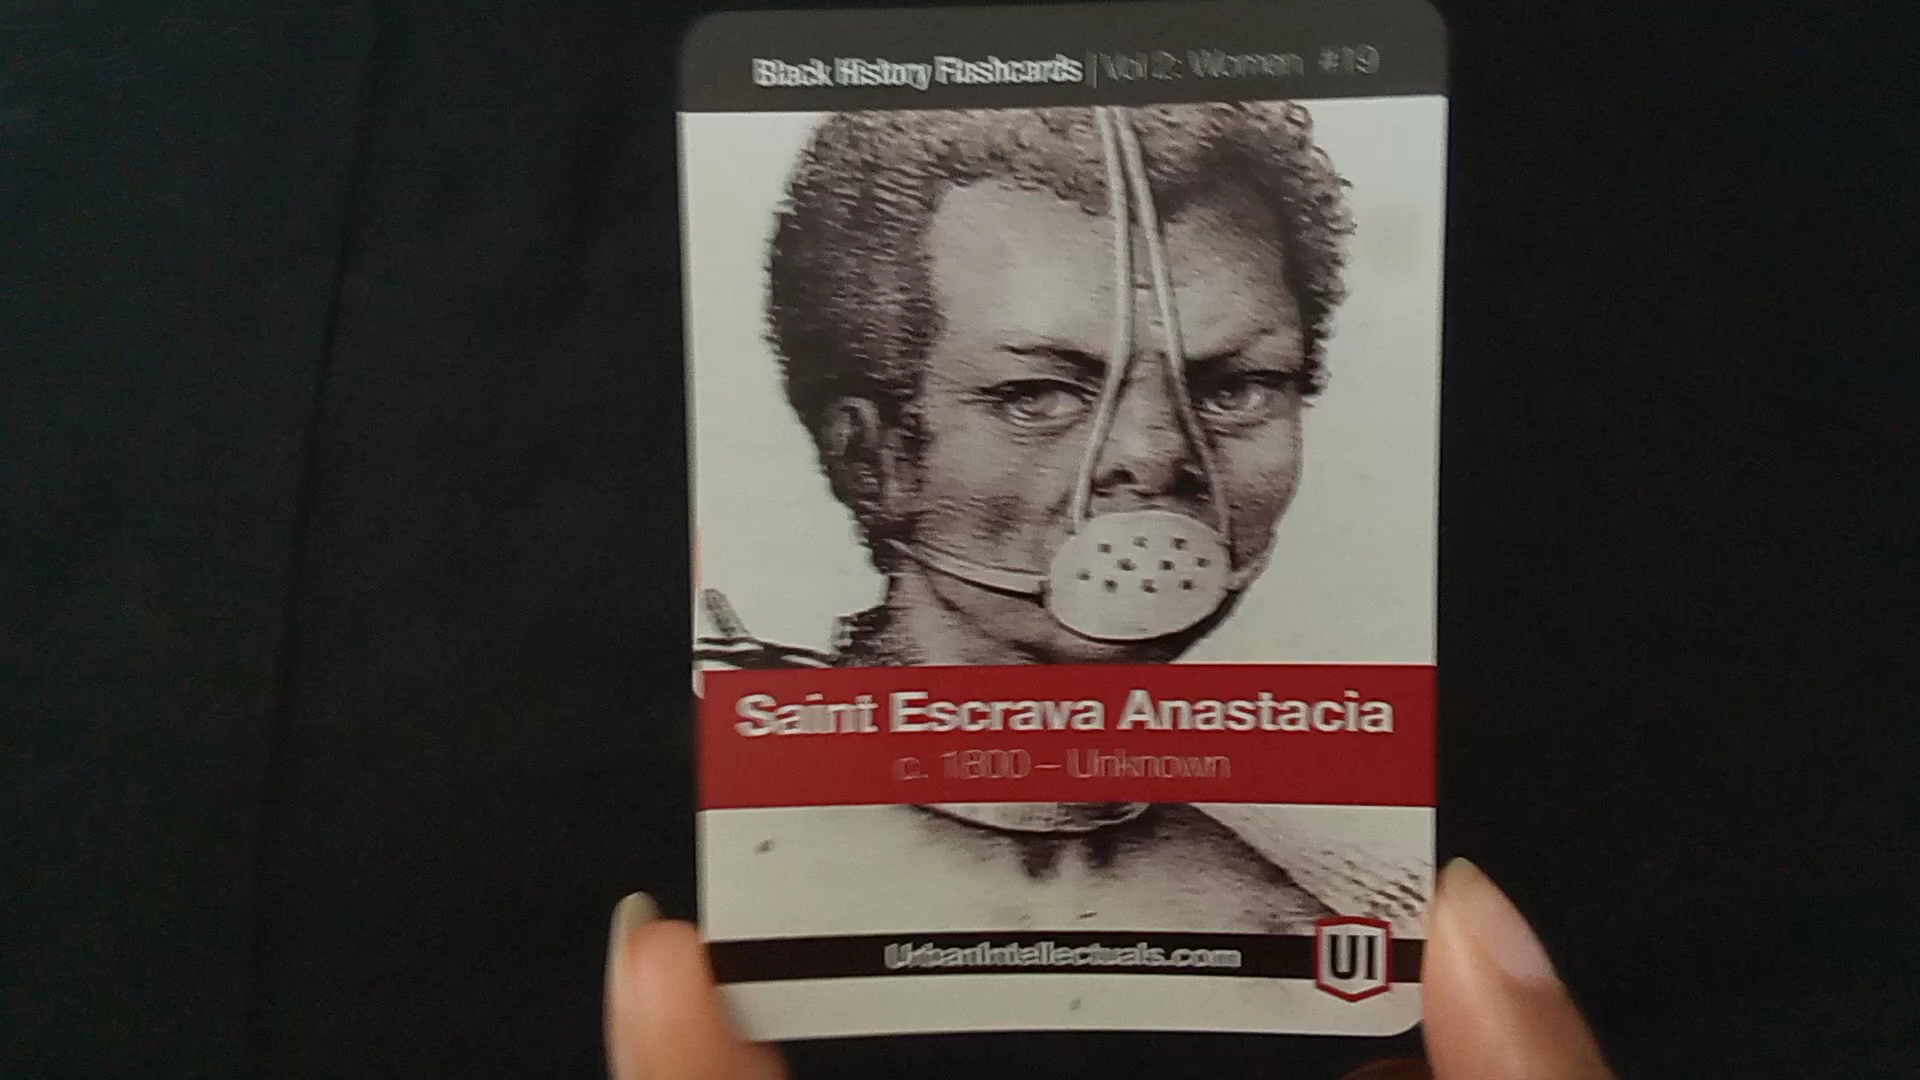 Black History Flashcards | Vol 2: Women #19
Saint Escrava Anastacia
c. 1800 – Unknown
UrbanIntellectuals.com
UI